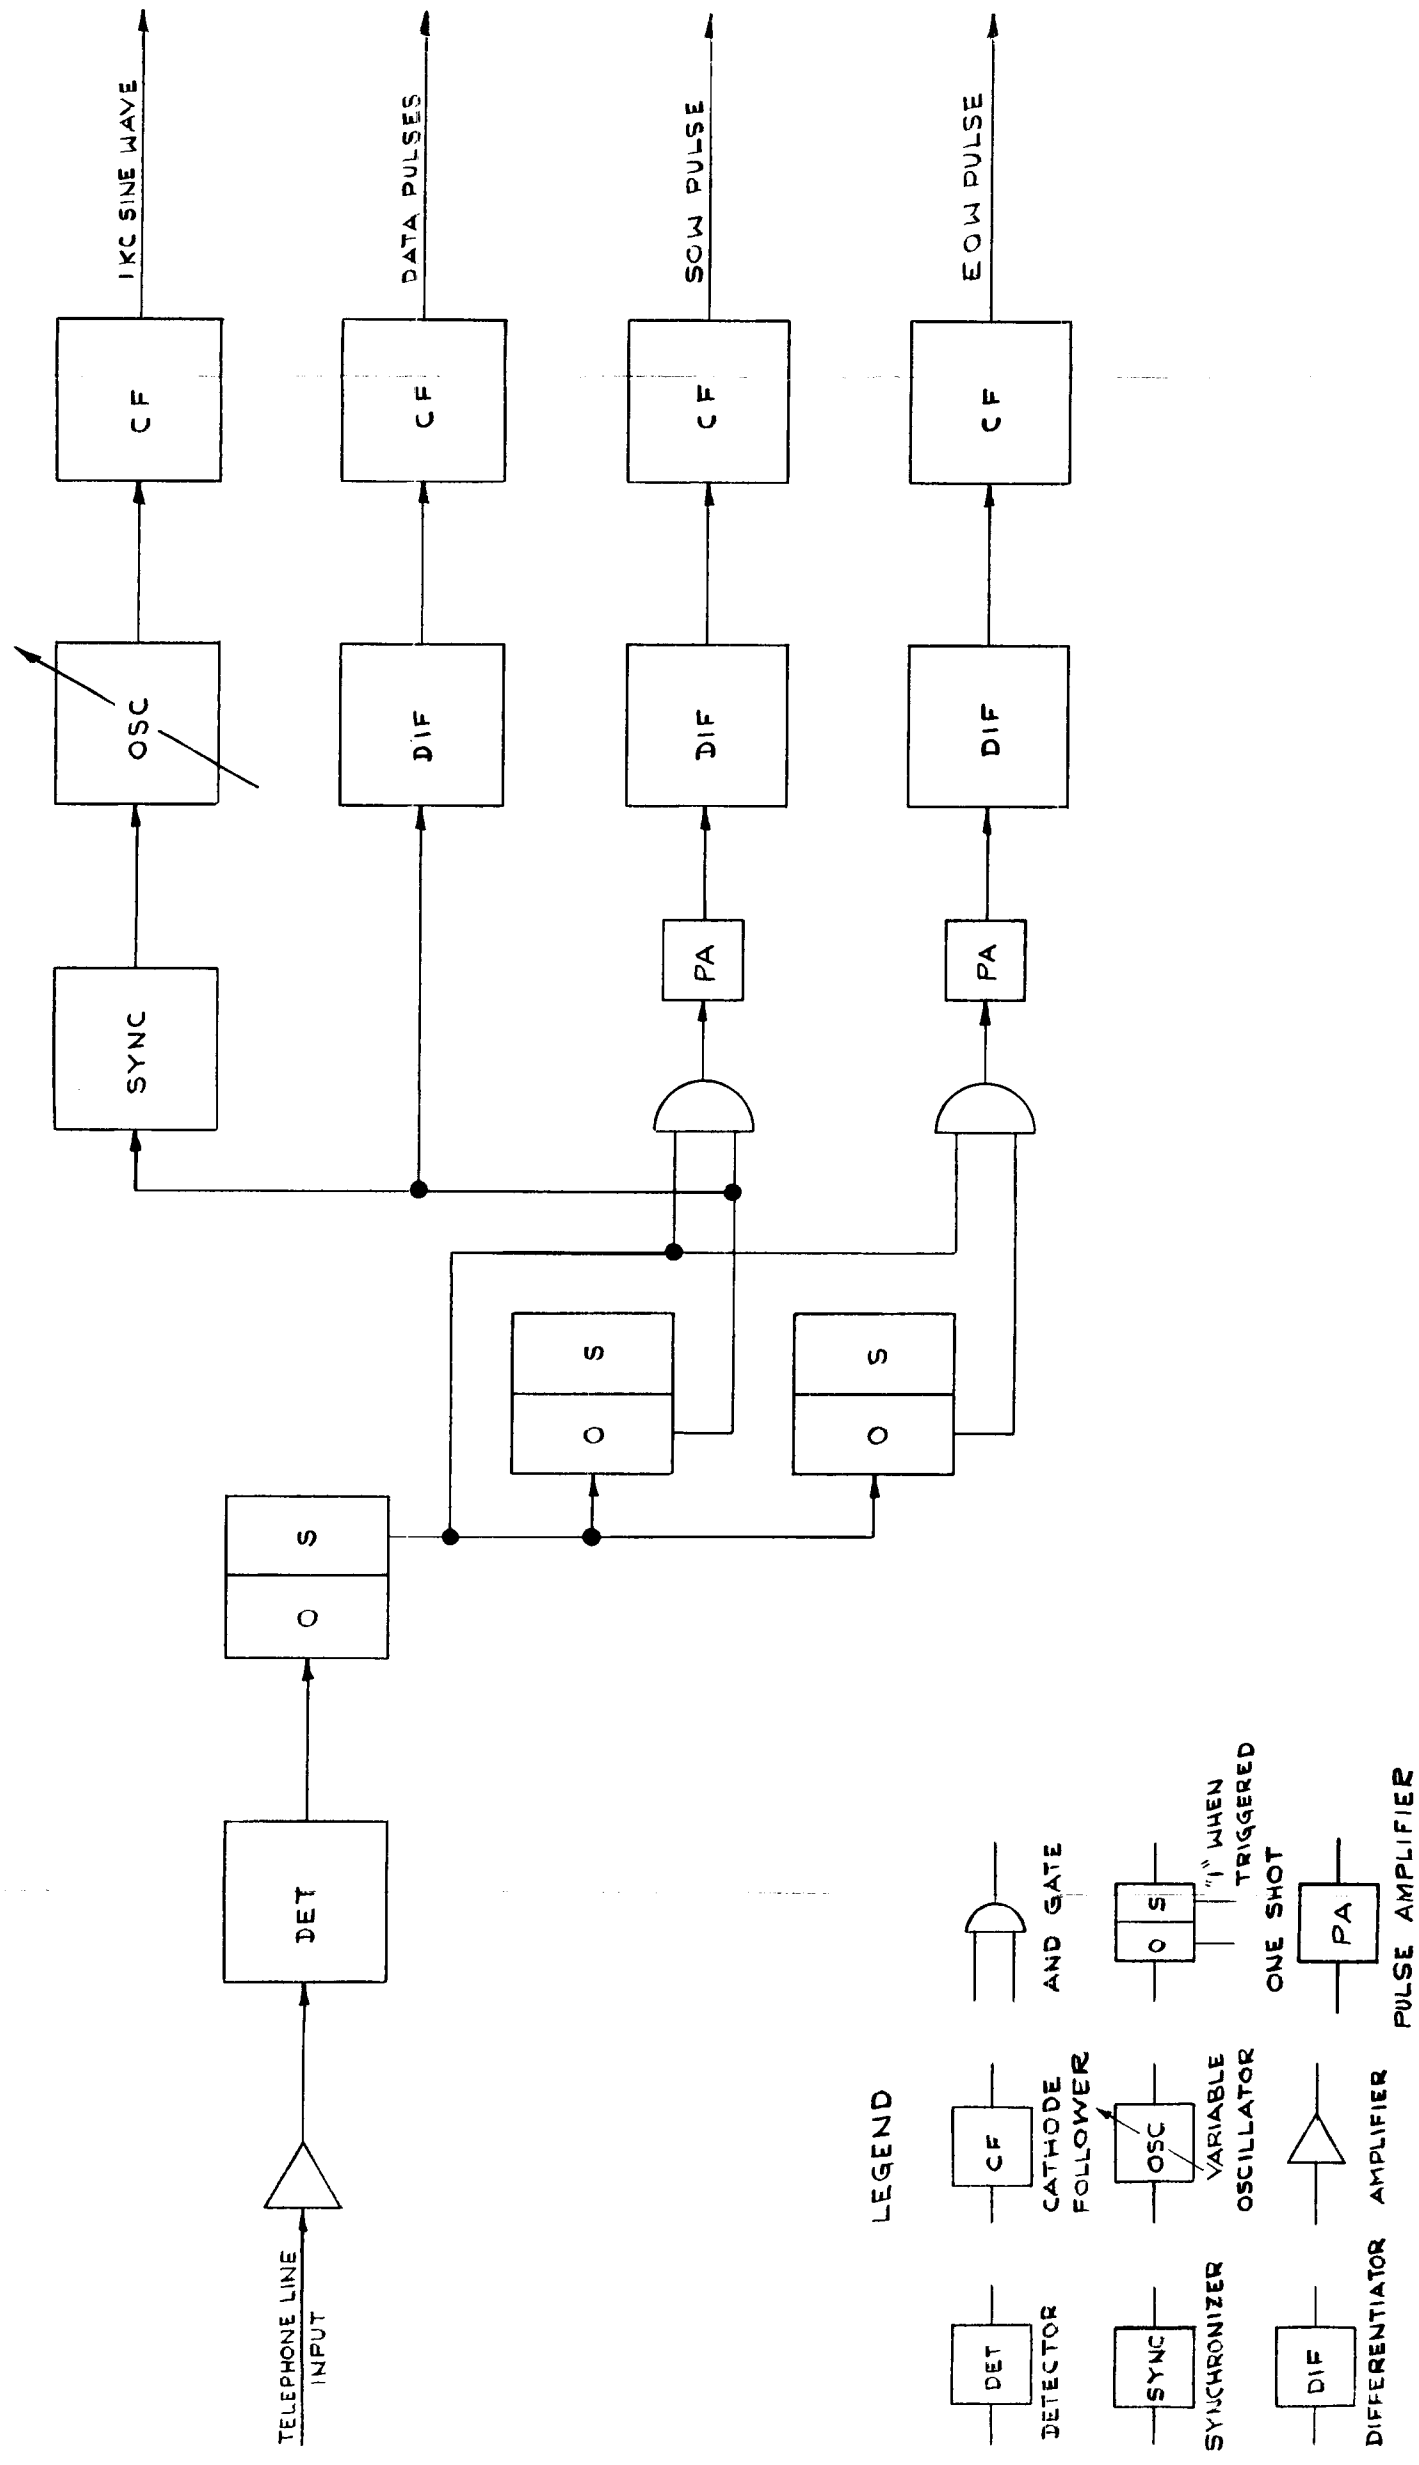 TELEPHONE LINE
INPUT
DET
O S
O S
O S
SYNC
OSC
CF
1KC SINE WAVE
DIF
CF
DATA PULSES
PA
DIF
CF
SOW PULSE
PA
DIF
CF
EOW PULSE
LEGEND
DET
DETECTOR
CF
CATHODE
FOLLOWER
AND GATE
SYNC
SYNCHRONIZER
OSC
VARIABLE
OSCILLATOR
O S
"1" WHEN
TRIGGERED
ONE SHOT
DIF
DIFFERENTIATOR
AMPLIFIER
PA
PULSE AMPLIFIER